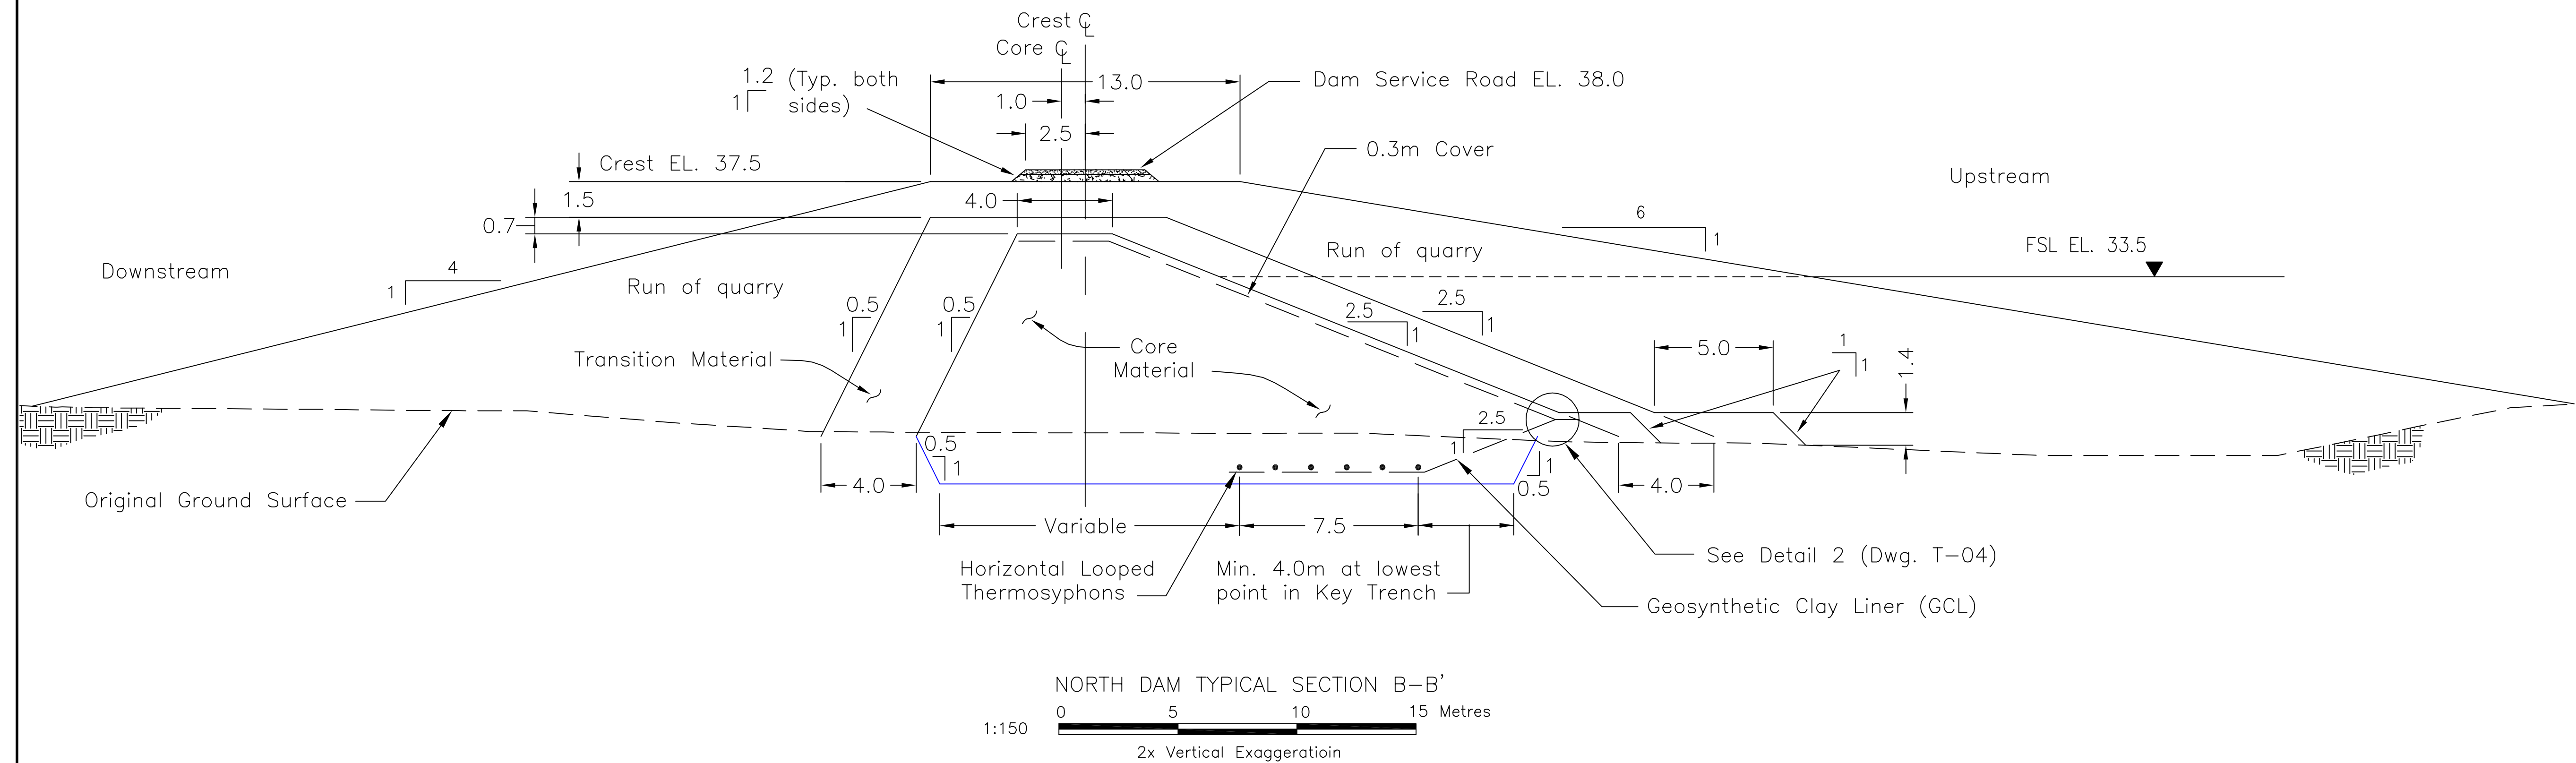 Crest ℄
Core ℄
1.2 (Typ. both
1 sides)
13.0
1.0
2.5
Dam Service Road EL. 38.0
Crest EL. 37.5
0.3m Cover
Upstream
1.5
0.7
4.0
6
1
Run of quarry
FSL EL. 33.5
Downstream
4
1
Run of quarry
0.5
1
0.5
1
2.5
1
2.5
1
Transition Material
Core
Material
5.0
1
1
1.4
2.5
1
0.5
1
Original Ground Surface
4.0
1
0.5
4.0
Variable
7.5
Horizontal Looped
Thermosyphons
Min. 4.0m at lowest
point in Key Trench
See Detail 2 (Dwg. T-04)
Geosynthetic Clay Liner (GCL)
NORTH DAM TYPICAL SECTION B-B'
0 5 10 15 Metres
1:150
2x Vertical Exaggeratioin